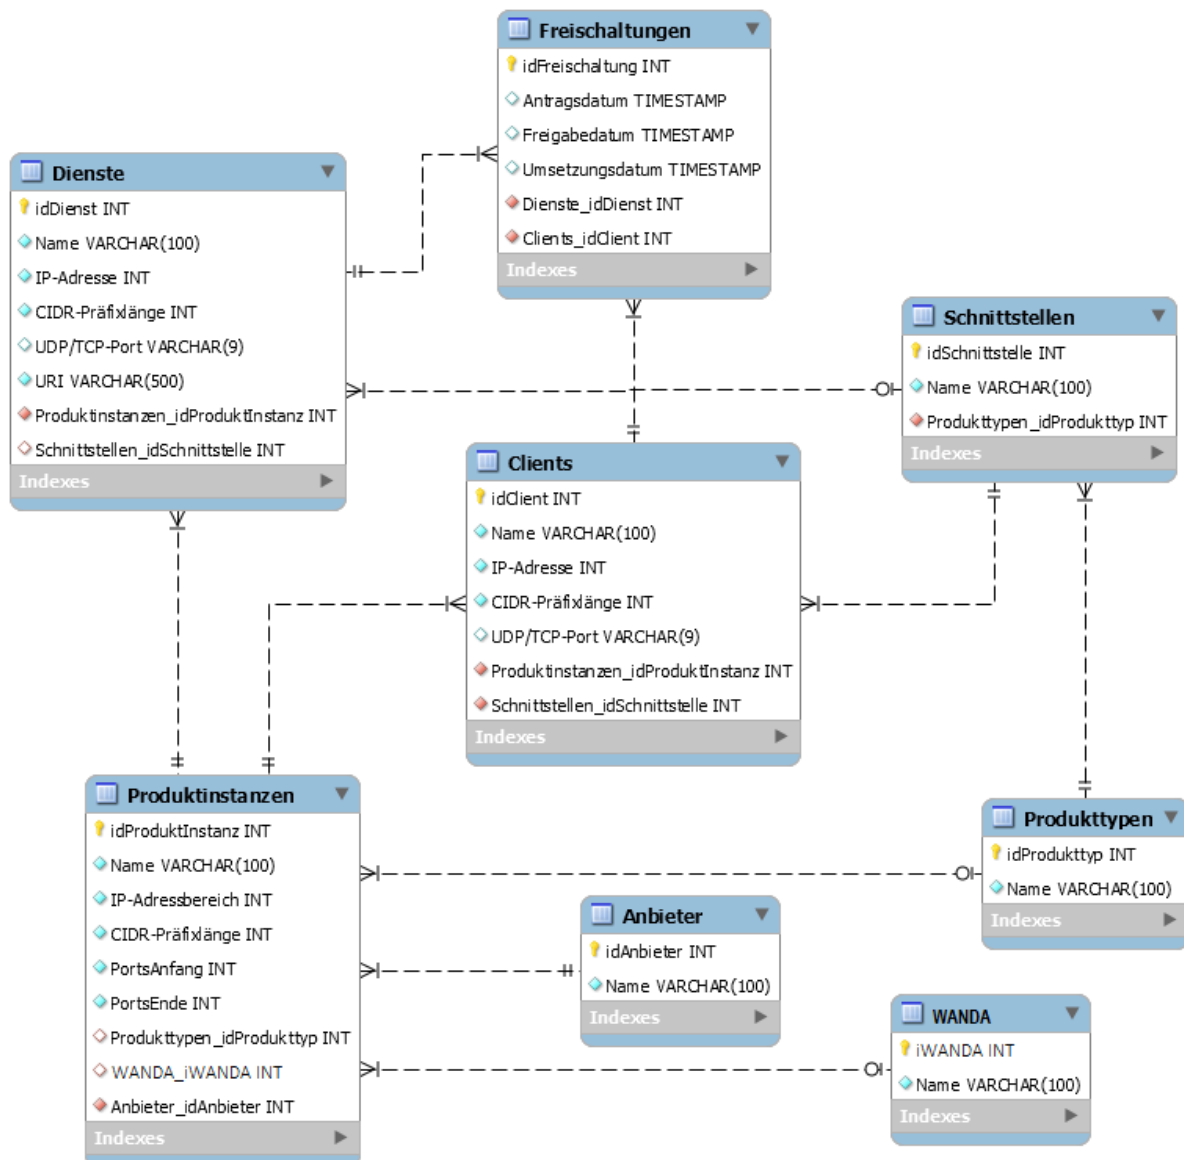 Freischaltungen
idFreischaltung INT
Antragsdatum TIMESTAMP
Freigabedatum TIMESTAMP
Umsetzungsdatum TIMESTAMP
Dienste_idDienst INT
Clients_idClient INT
Indexes
Dienste
idDienst INT
Name VARCHAR(100)
IP-Adresse INT
CIDR-Präfixlänge INT
UDP/TCP-Port VARCHAR(9)
URI VARCHAR(500)
Produktinstanzen_idProduktInstanz INT
Schnittstellen_idSchnittstelle INT
Indexes
Schnittstellen
idSchnittstelle INT
Name VARCHAR(100)
Produkttypen_idProdukttyp INT
Indexes
Clients
idClient INT
Name VARCHAR(100)
IP-Adresse INT
CIDR-Präfixlänge INT
UDP/TCP-Port VARCHAR(9)
Produktinstanzen_idProduktInstanz INT
Schnittstellen_idSchnittstelle INT
Indexes
Produktinstanzen
idProduktInstanz INT
Name VARCHAR(100)
IP-Adressbereich INT
CIDR-Präfixlänge INT
PortsAnfang INT
PortsEnde INT
Produkttypen_idProdukttyp INT
WANDA_iWANDA INT
Anbieter_idAnbieter INT
Indexes
Produkttypen
idProdukttyp INT
Name VARCHAR(100)
Indexes
Anbieter
idAnbieter INT
Name VARCHAR(100)
Indexes
WANDA
iWANDA INT
Name VARCHAR(100)
Indexes